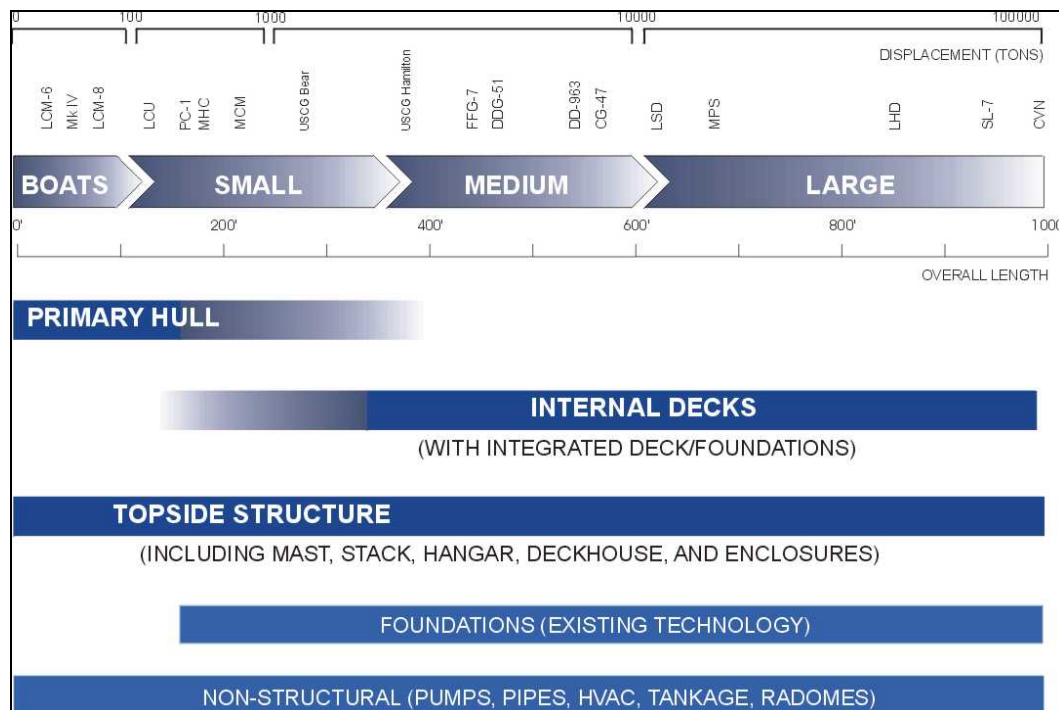 0 100 1000 10000 100000
DISPLACEMENT (TONS)
LCM-6 Mk IV LCM-8 LCU PC-1 MHC MCM USCG Bear USCG Hamilton FFG-7 DDG-51 DD-963 CG-47 LSD MPS LHD SL-7 CVN
BOATS SMALL MEDIUM LARGE
0' 200' 400' 600' 800' 1000
OVERALL LENGTH
PRIMARY HULL
INTERNAL DECKS
(WITH INTEGRATED DECK/FOUNDATIONS)
TOPSIDE STRUCTURE
(INCLUDING MAST, STACK, HANGAR, DECKHOUSE, AND ENCLOSURES)
FOUNDATIONS (EXISTING TECHNOLOGY)
NON-STRUCTURAL (PUMPS, PIPES, HVAC, TANKAGE, RADOMES)